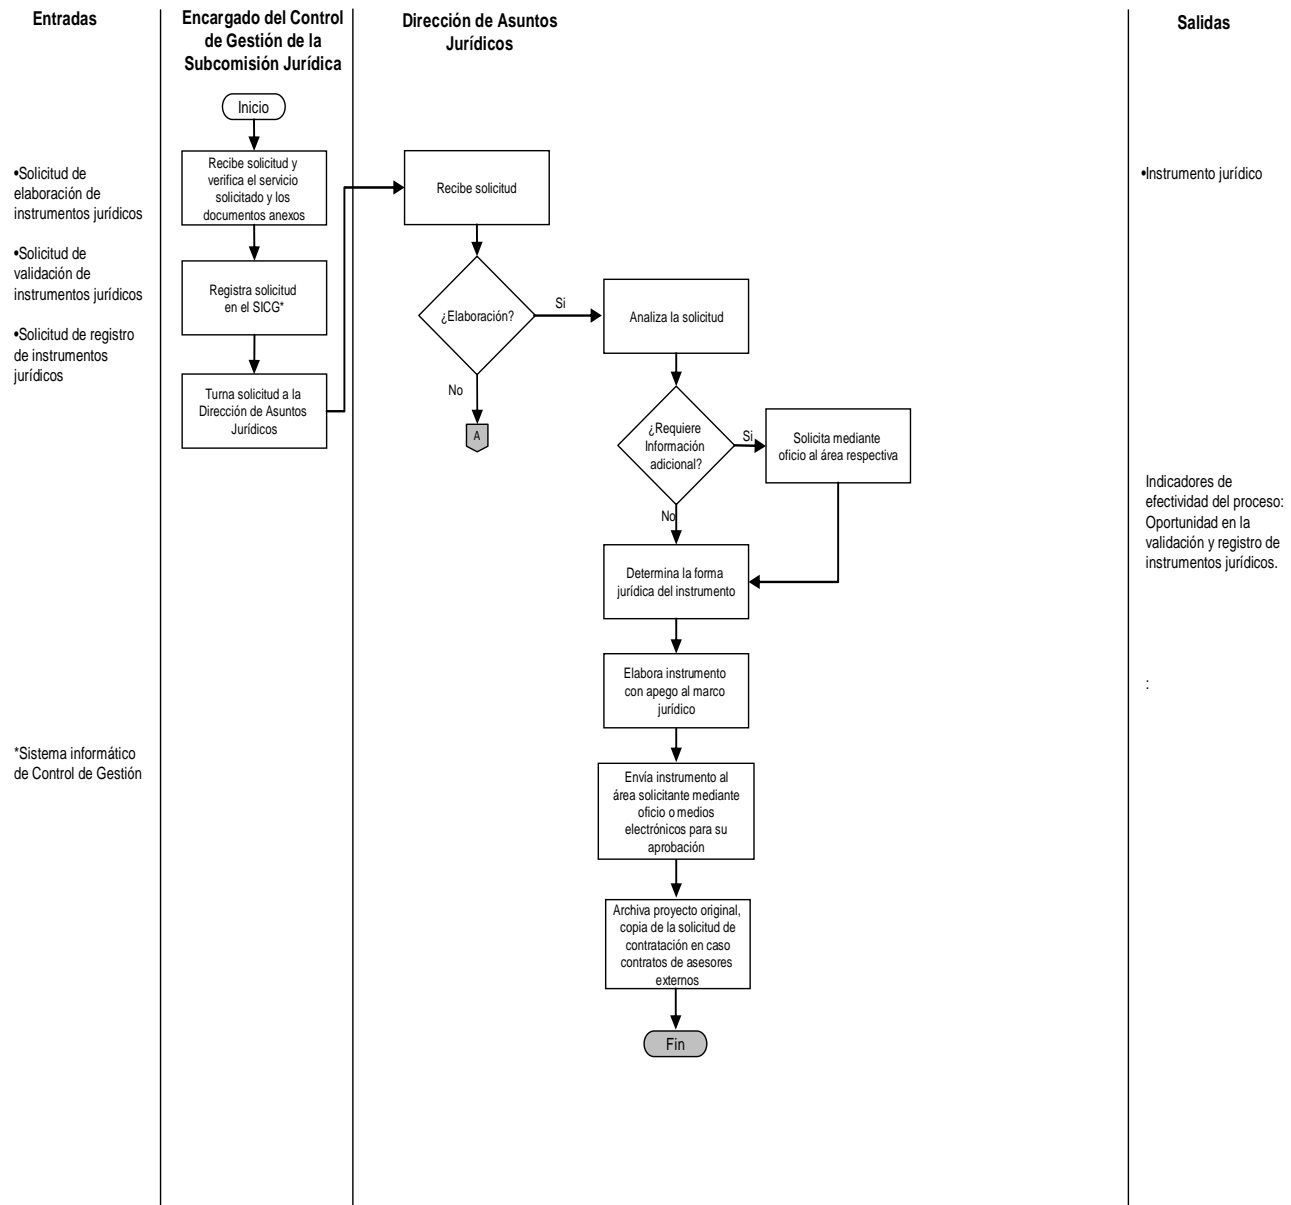 Entradas
Encargado del Control
de Gestión de la
Subcomisión Jurídica
Dirección de Asuntos
Jurídicos
Salidas
•Solicitud de
elaboración de
instrumentos jurídicos
•Solicitud de
validación de
instrumentos jurídicos
•Solicitud de registro
de instrumentos
jurídicos
*Sistema informático
de Control de Gestión
Inicio
Recibe solicitud y
verifica el servicio
solicitado y los
documentos anexos
Registra solicitud
en el SICG*
Turna solicitud a la
Dirección de Asuntos
Jurídicos
Recibe solicitud
¿Elaboración?
Si
No
A
Analiza la solicitud
¿Requiere
Información
adicional?
Si
No
Solicita mediante
oficio al área respectiva
Determina la forma
jurídica del instrumento
Elabora instrumento
con apego al marco
jurídico
Envía instrumento al
área solicitante mediante
oficio o medios
electrónicos para su
aprobación
Archiva proyecto original,
copia de la solicitud de
contratación en caso
contratos de asesores
externos
Fin
•Instrumento jurídico
Indicadores de
efectividad del proceso:
Oportunidad en la
validación y registro de
instrumentos jurídicos.
: